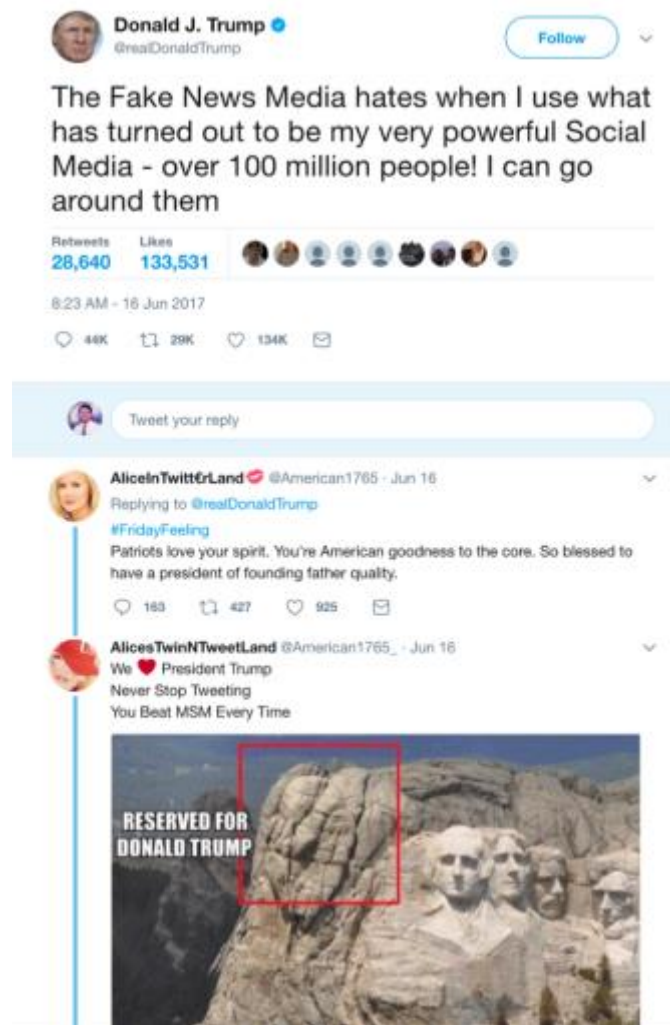 Donald J. Trump
@realDonaldTrump
Follow
The Fake News Media hates when I use what
has turned out to be my very powerful Social
Media - over 100 million people! I can go
around them
Retweets Likes
28,640 133,531
8:23 AM - 16 Jun 2017
44K 29K 134K
Tweet your reply
AliceInTwitt€rLand💋 @American1765 · Jun 16
Replying to @realDonaldTrump
#FridayFeeling
Patriots love your spirit. You're American goodness to the core. So blessed to
have a president of founding father quality.
163 427 925
AlicesTwinNTweetLand @American1765_ · Jun 16
We ❤ President Trump
Never Stop Tweeting
You Beat MSM Every Time
RESERVED FOR
DONALD TRUMP